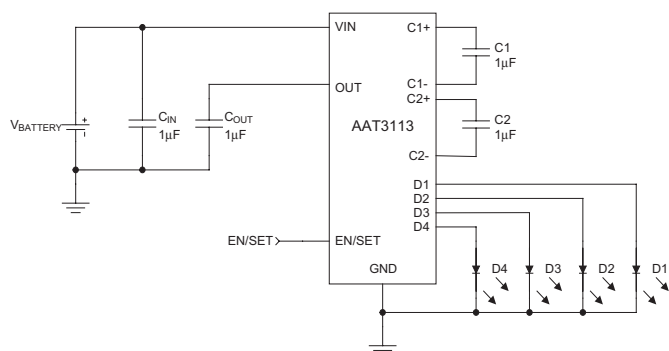 VIN
C1+
C1
1µF
C1-
OUT
C2+
C2
1µF
C2-
AAT3113
VBATTERY
+
-
CIN
1µF
COUT
1µF
D1
D2
D3
D4
EN/SET
EN/SET
GND
D4
D3
D2
D1